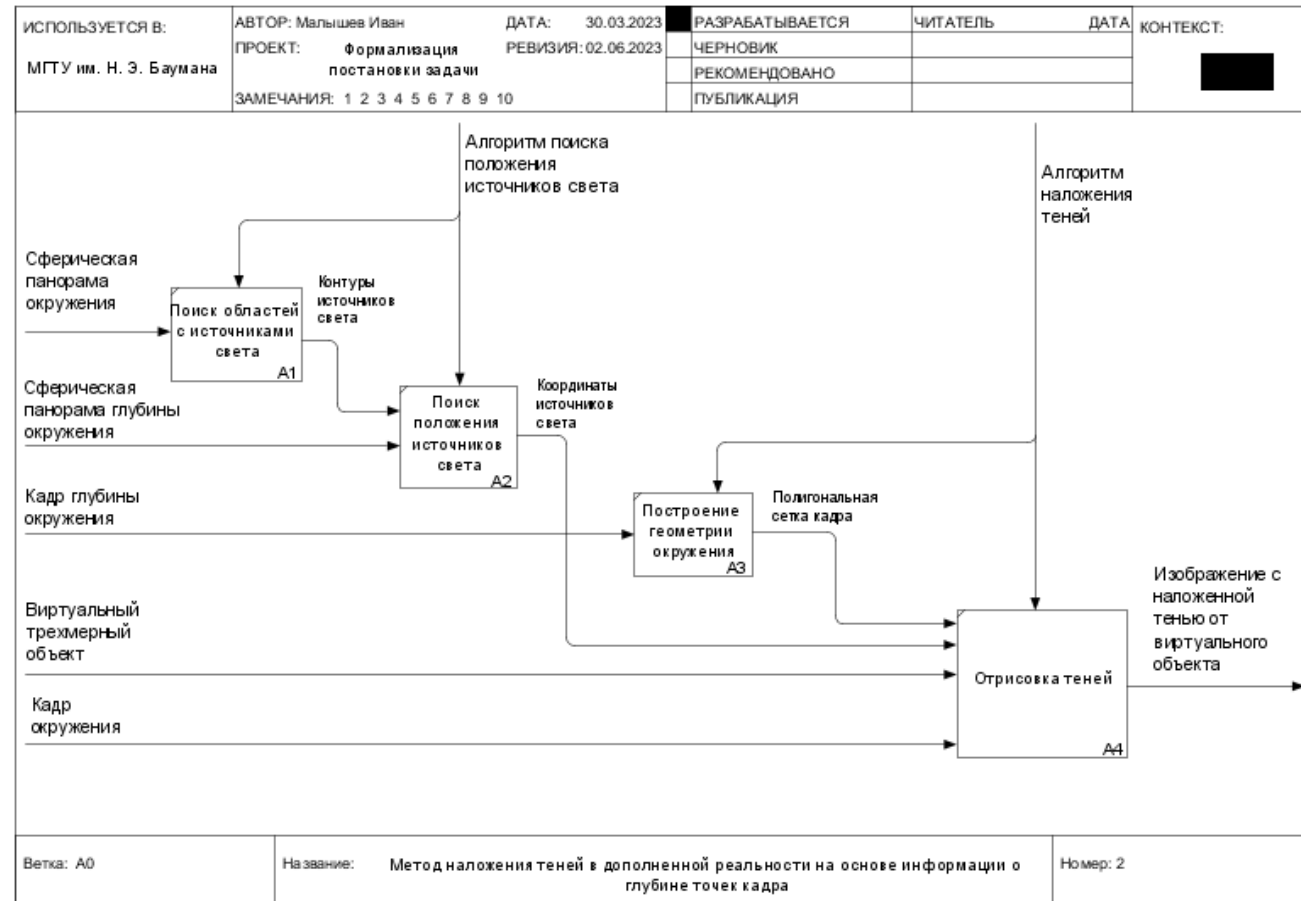 ИСПОЛЬЗУЕТСЯ В:
МГТУ им. Н. Э. Баумана
АВТОР: Малышев Иван
ДАТА: 30.03.2023
ПРОЕКТ: Формализация
постановки задачи
РЕВИЗИЯ: 02.06.2023
ЗАМЕЧАНИЯ: 1 2 3 4 5 6 7 8 9 10
РАЗРАБАТЫВАЕТСЯ
ЧЕРНОВИК
РЕКОМЕНДОВАНО
ПУБЛИКАЦИЯ
ЧИТАТЕЛЬ
ДАТА
КОНТЕКСТ:
Алгоритм поиска
положения
источников света
Алгоритм
наложения
теней
Сферическая
панорама
окружения
Поиск областей
с источниками
света
A1
Контуры
источников
света
Сферическая
панорама глубины
окружения
Поиск
положения
источников
света
A2
Координаты
источников
света
Кадр глубины
окружения
Построение
геометрии
окружения
A3
Полигональная
сетка кадра
Виртуальный
трехмерный
объект
Кадр
окружения
Отрисовка теней
A4
Изображение с
наложенной
тенью от
виртуального
объекта
Ветка: A0
Название: Метод наложения теней в дополненной реальности на основе информации о
глубине точек кадра
Номер: 2